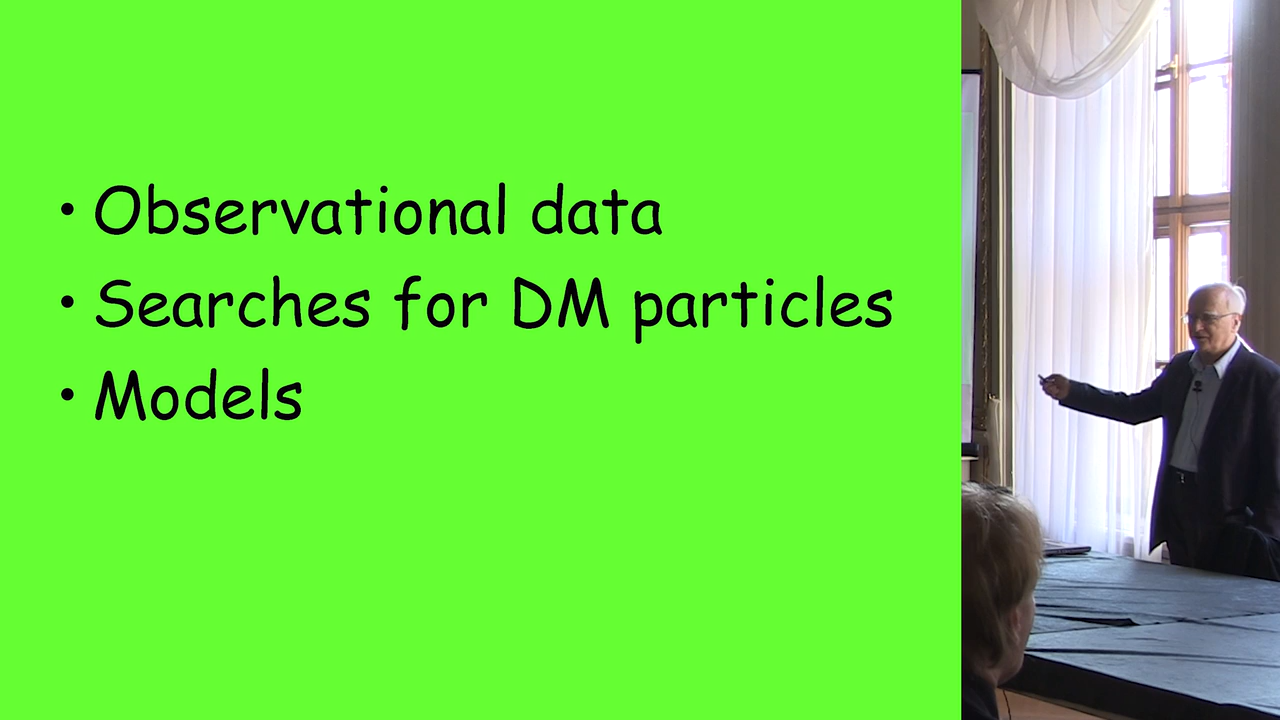 • Observational data
• Searches for DM particles
• Models